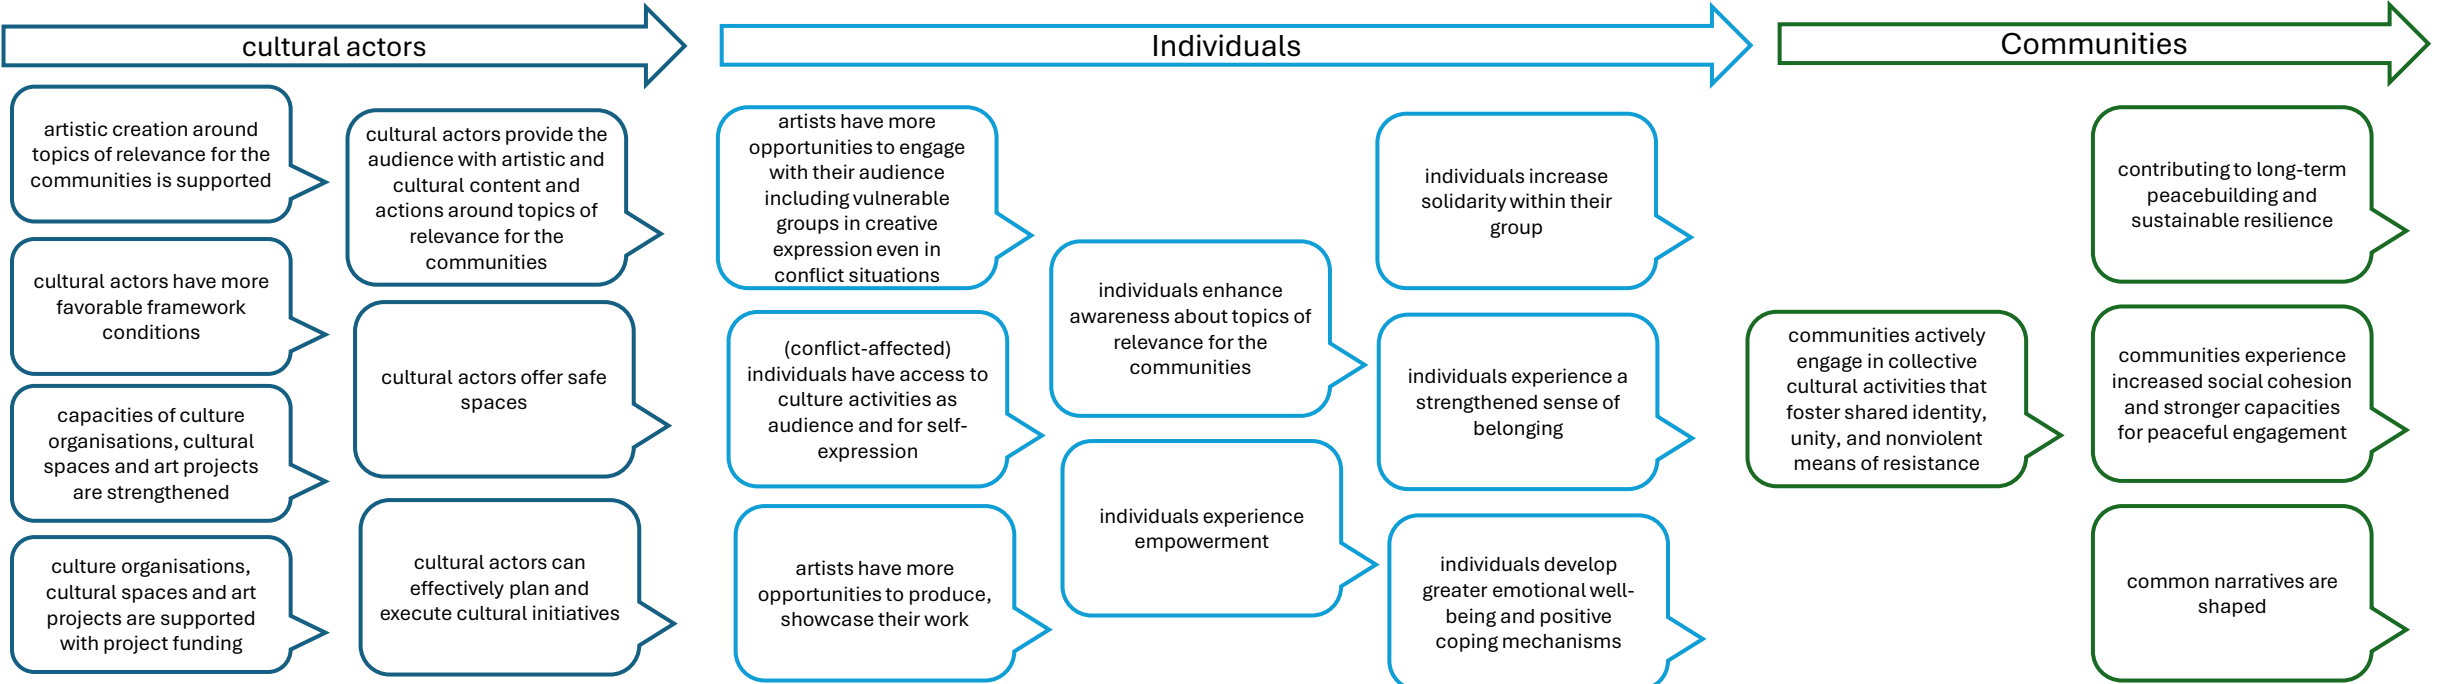 cultural actors
Individuals
Communities
artistic creation around
topics of relevance for the
communities is supported
cultural actors have more
favorable framework
conditions
capacities of culture
organisations, cultural
spaces and art projects
are strengthened
culture organisations,
cultural spaces and art
projects are supported
with project funding
cultural actors provide the
audience with artistic and
cultural content and
actions around topics of
relevance for the
communities
cultural actors offer safe
spaces
cultural actors can
effectively plan and
execute cultural initiatives
artists have more
opportunities to engage
with their audience
including vulnerable
groups in creative
expression even in
conflict situations
(conflict-affected)
individuals have access to
culture activities as
audience and for self-
expression
artists have more
opportunities to produce,
showcase their work
individuals enhance
awareness about topics of
relevance for the
communities
individuals experience
empowerment
individuals increase
solidarity within their
group
individuals experience a
strengthened sense of
belonging
individuals develop
greater emotional well-
being and positive
coping mechanisms
communities actively
engage in collective
cultural activities that
foster shared identity,
unity, and nonviolent
means of resistance
contributing to long-term
peacebuilding and
sustainable resilience
communities experience
increased social cohesion
and stronger capacities
for peaceful engagement
common narratives are
shaped